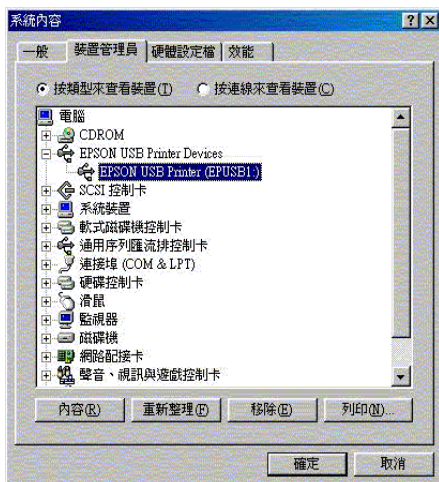 系統內容
一般 裝置管理員 硬體設定檔 效能
按類型來查看裝置(T) 按連線來查看裝置(C)
電腦
CDROM
EPSON USB Printer Devices
EPSON USB Printer (EPUSB1:)
SCSI 控制卡
系統裝置
軟式磁碟機控制卡
通用序列匯流排控制卡
連接埠 (COM & LPT)
硬碟控制卡
滑鼠
監視器
磁碟機
網路配接卡
聲音、視訊與遊戲控制卡
內容(R) 重新整理(F) 移除(E) 列印(N)...
確定 取消